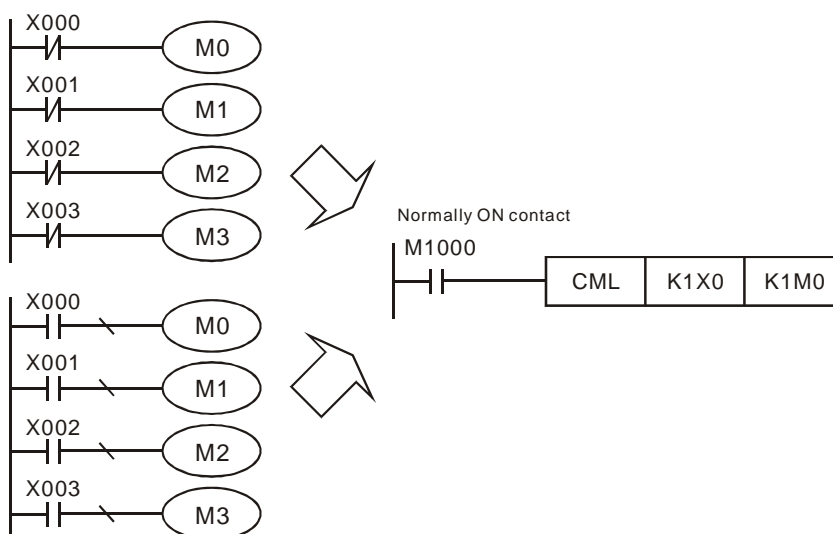 X000
M0
X001
M1
X002
M2
X003
M3
Normally ON contact
M1000
CML K1X0 K1M0
X000
M0
X001
M1
X002
M2
X003
M3